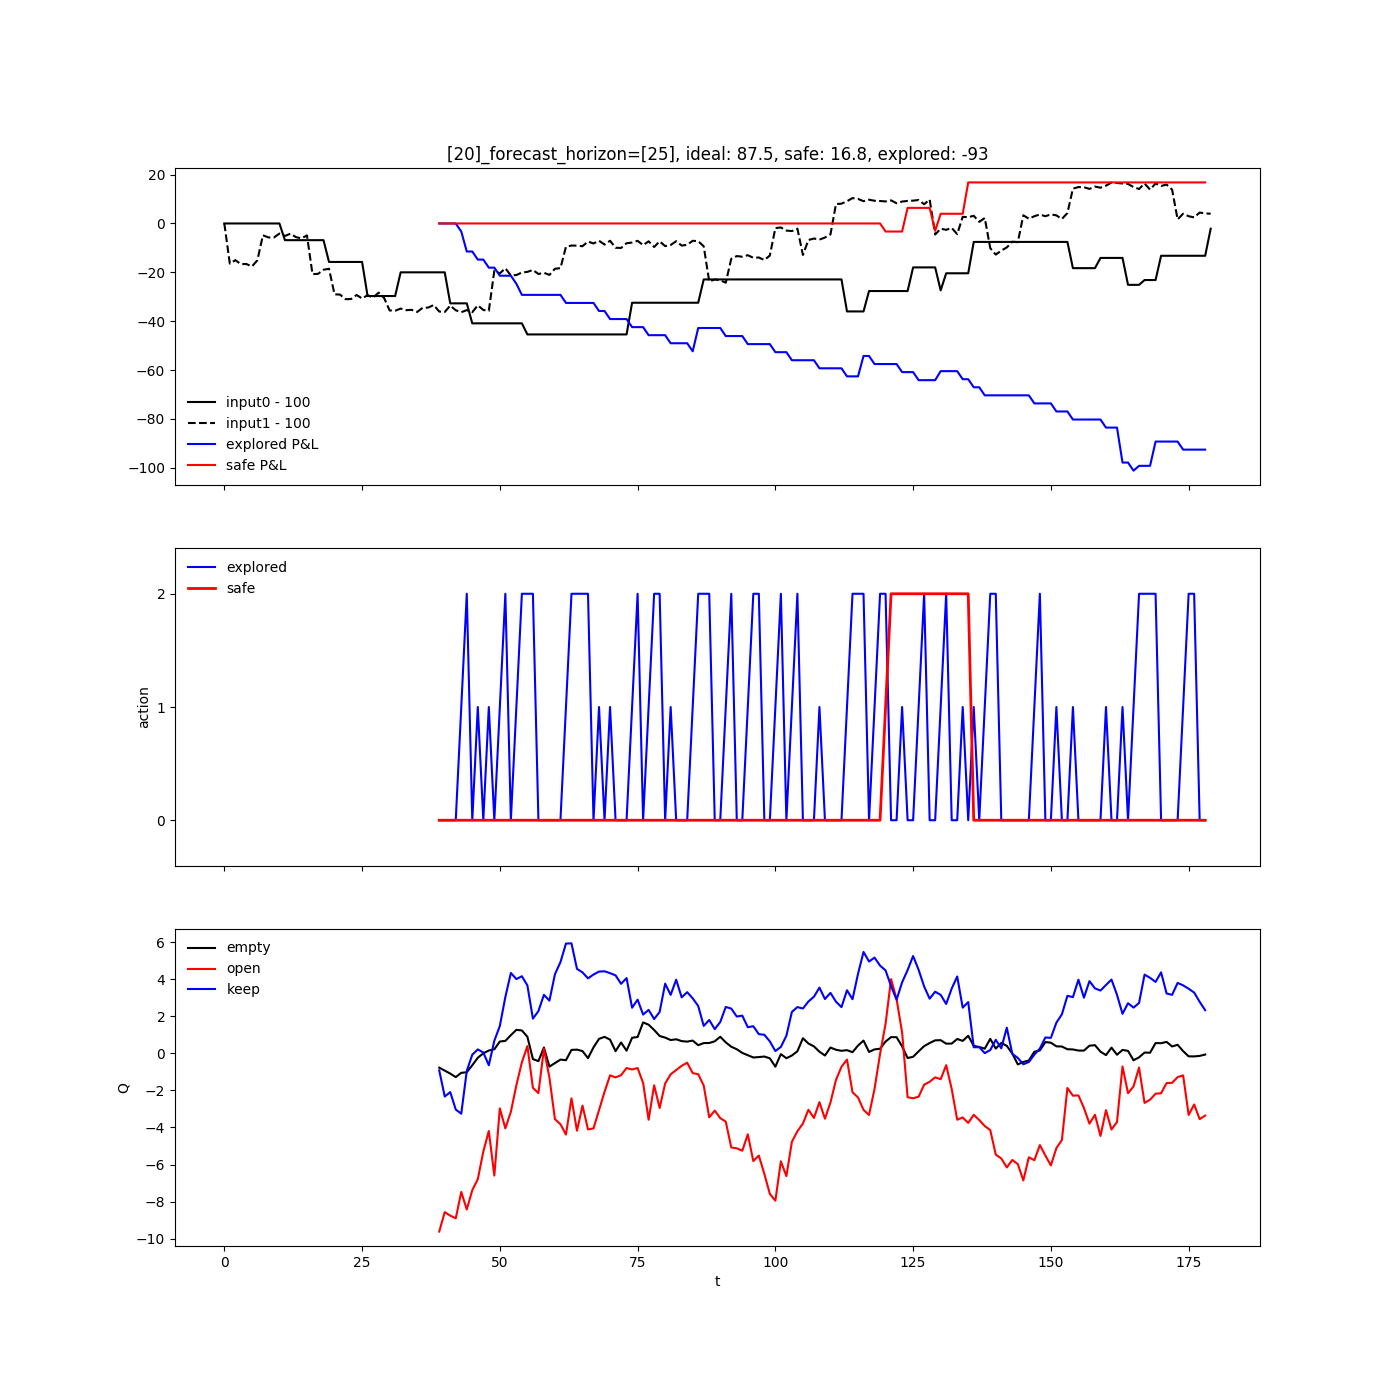 [20]_forecast_horizon=[25], ideal: 87.5, safe: 16.8, explored: -93
20
0
−20
−40
−60
−80
−100
input0 - 100
input1 - 100
explored P&L
safe P&L
explored
safe
2
1
0
action
empty
open
keep
6
4
2
0
−2
−4
−6
−8
−10
Q
0 25 50 75 100 125 150 175
t